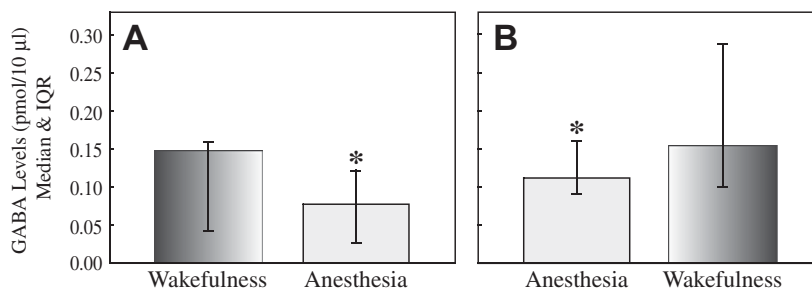 GABA Levels (pmol/10 µl)
Median & IQR
0.30
0.25
0.20
0.15
0.10
0.05
0.00
A
*
Wakefulness Anesthesia
B
*
Anesthesia Wakefulness